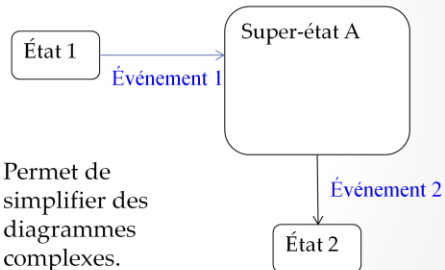 Super-état A
État 1
Événement 1
Permet de
simplifier des
diagrammes
complexes.
Événement 2
État 2